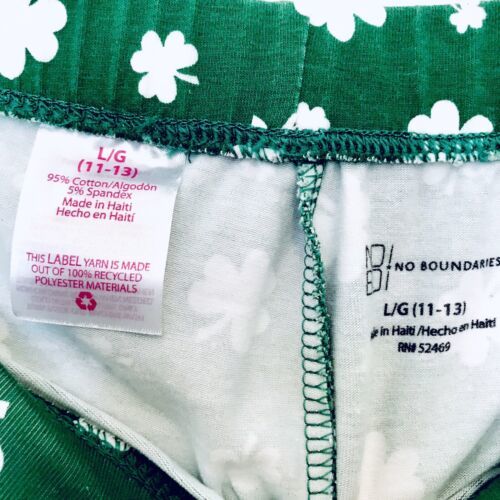 L/G
(11-13)
95% Cotton/Algodón
5% Spandex
Made in Haiti
Hecho en Haití
THIS LABEL YARN IS MADE
OUT OF 100% RECYCLED
POLYESTER MATERIALS
NO BOUNDARIES
L/G (11-13)
in Haiti/Hecho en Haití
RN# 52469